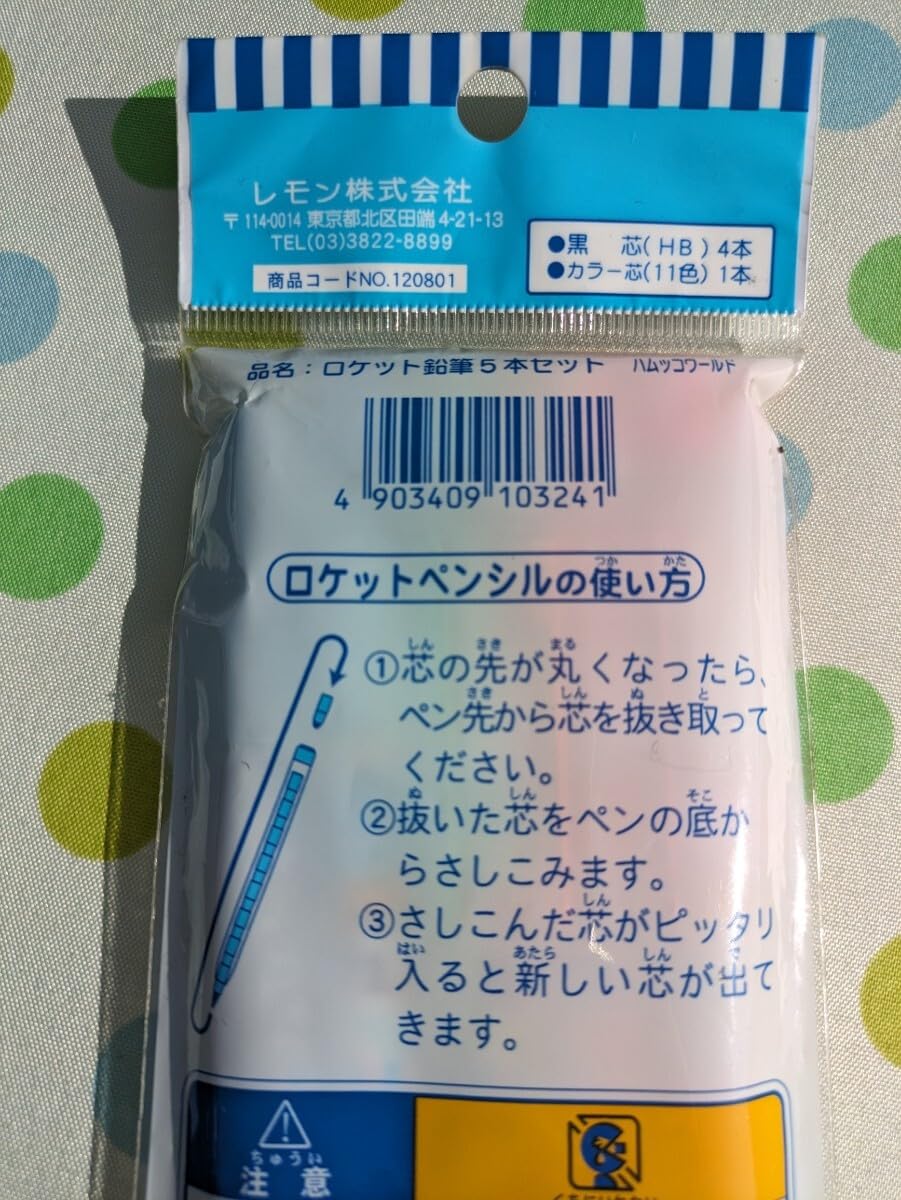 レモン株式会社
〒114-0014 東京都北区田端4-21-13
TEL(03)3822-8899
商品コードNO.120801
●黒 芯(HB)4本
●カラー芯(11色)1本
品名:ロケット鉛筆5本セット ハムッコワールド
4 903409 103241
ロケットペンシルの使い方
①芯の先が丸くなったら、
ペン先から芯を抜き取って
ください。
②抜いた芯をペンの底か
らさしこみます。
③さしこんだ芯がピッタリ
入ると新しい芯が出て
きます。
注意